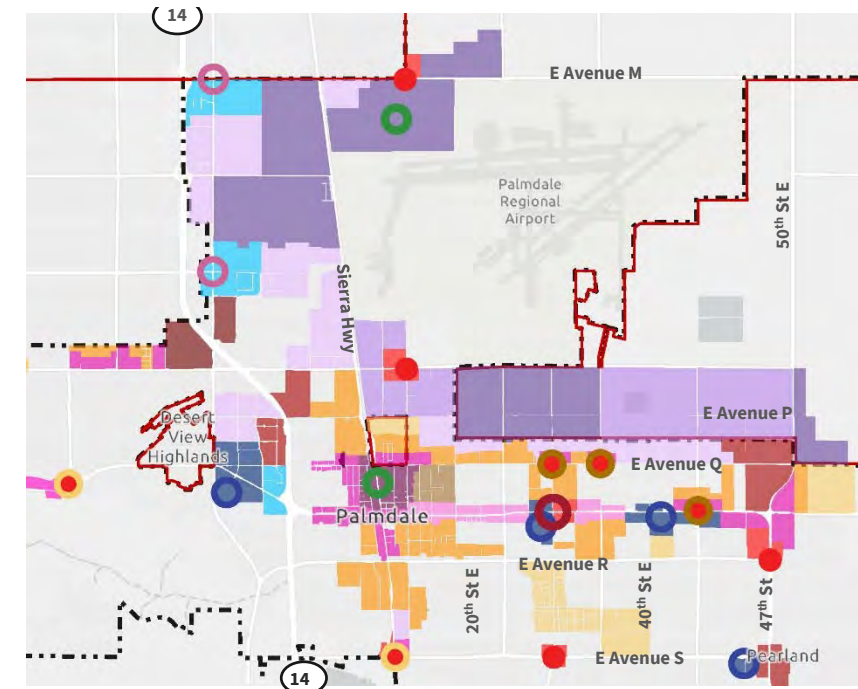 14
E Avenue M
Palmdale
Regional
Airport
50th St E
Sierra Hwy
E Avenue P
Desert
View
Highlands
E Avenue Q
Palmdale
E Avenue R
20th St E
40th St E
47th St
E Avenue S
Pearland
14